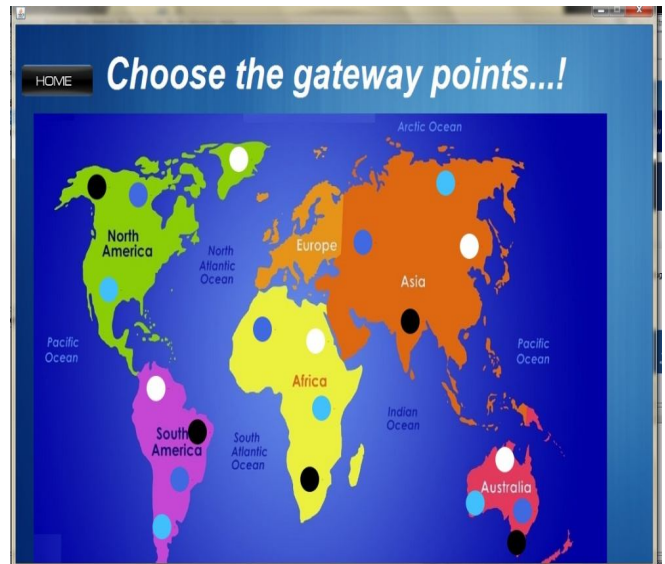 HOME
Choose the gateway points...!
Arctic Ocean
North
America
North
Atlantic
Ocean
Europe
Asia
Pacific
Ocean
Pacific
Ocean
Africa
Indian
Ocean
South
America
South
Atlantic
Ocean
Australia